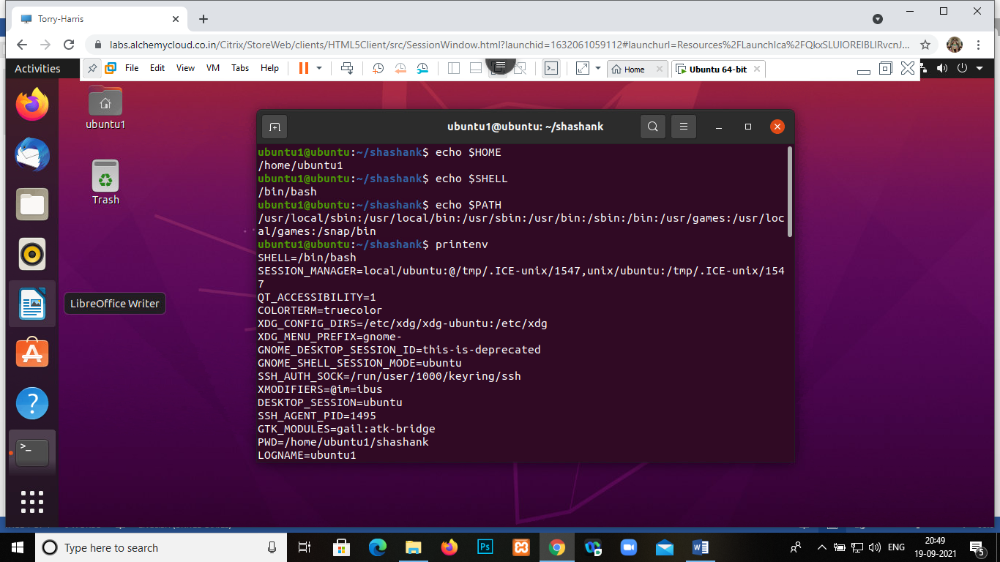 Torry-Harris
labs.alchemycloud.co.in/Citrix/StoreWeb/clients/HTML5Client/src/SessionWindow.html?launchid=1632061059112#launchurl=Resources%2FLaunchIca%2FQkxSLUlOREIBLlRvcnJ...
Activities
File Edit View VM Tabs Help
Home
Ubuntu 64-bit
ubuntu1
Trash
LibreOffice Writer
ubuntu1@ubuntu: ~/shashank
ubuntu1@ubuntu:~/shashank$ echo $HOME
/home/ubuntu1
ubuntu1@ubuntu:~/shashank$ echo $SHELL
/bin/bash
ubuntu1@ubuntu:~/shashank$ echo $PATH
/usr/local/sbin:/usr/local/bin:/usr/sbin:/usr/bin:/sbin:/bin:/usr/games:/usr/loc
al/games:/snap/bin
ubuntu1@ubuntu:~/shashank$ printenv
SHELL=/bin/bash
SESSION_MANAGER=local/ubuntu:@/tmp/.ICE-unix/1547,unix/ubuntu:/tmp/.ICE-unix/154
7
QT_ACCESSIBILITY=1
COLORTERM=truecolor
XDG_CONFIG_DIRS=/etc/xdg/xdg-ubuntu:/etc/xdg
XDG_MENU_PREFIX=gnome-
GNOME_DESKTOP_SESSION_ID=this-is-deprecated
GNOME_SHELL_SESSION_MODE=ubuntu
SSH_AUTH_SOCK=/run/user/1000/keyring/ssh
XMODIFIERS=@im=ibus
DESKTOP_SESSION=ubuntu
SSH_AGENT_PID=1495
GTK_MODULES=gail:atk-bridge
PWD=/home/ubuntu1/shashank
LOGNAME=ubuntu1
Type here to search
Ps
ENG
20:49
19-09-2021
5